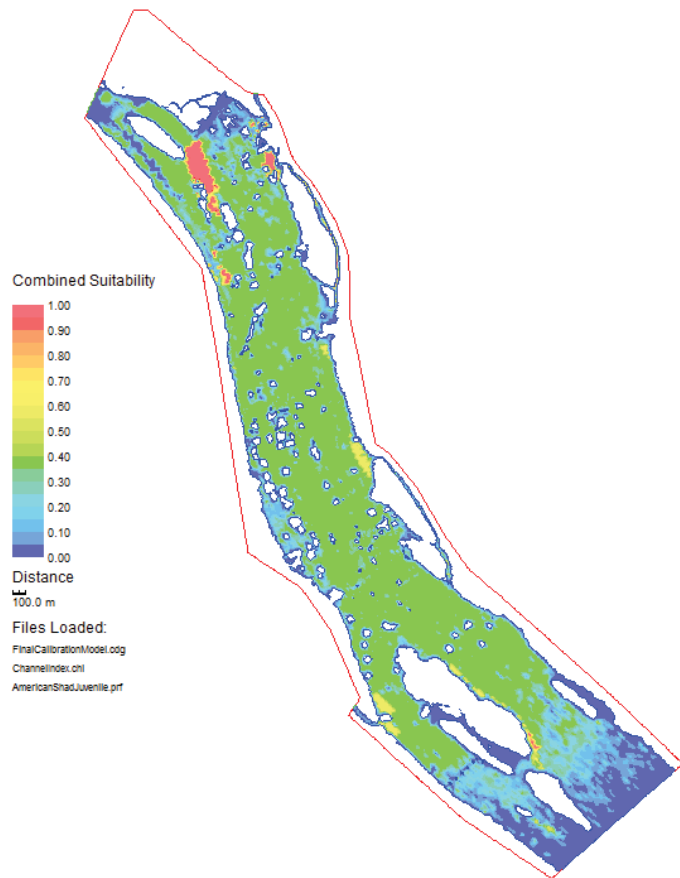 Combined Suitability
1.00
0.90
0.80
0.70
0.60
0.50
0.40
0.30
0.20
0.10
0.00
Distance
100.0 m
Files Loaded:
FinalCalibrationModel.cdg
ChannelIndex.chi
AmericanShadJuvenile.prf